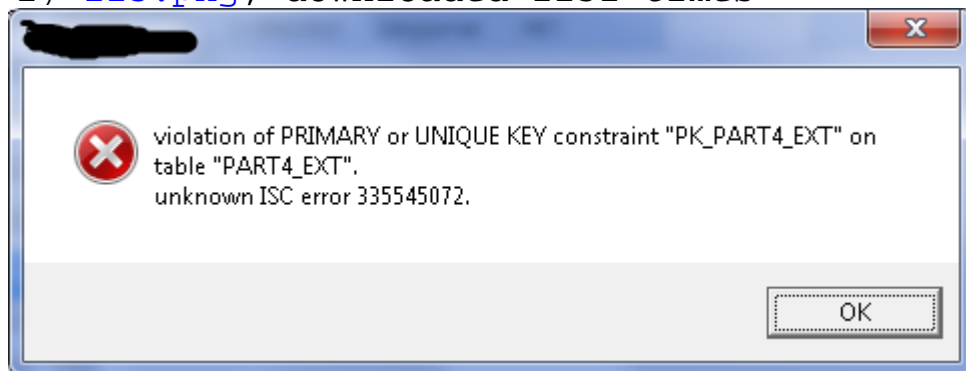 violation of PRIMARY or UNIQUE KEY constraint "PK_PART4_EXT" on
table "PART4_EXT".
unknown ISC error 335545072.
OK